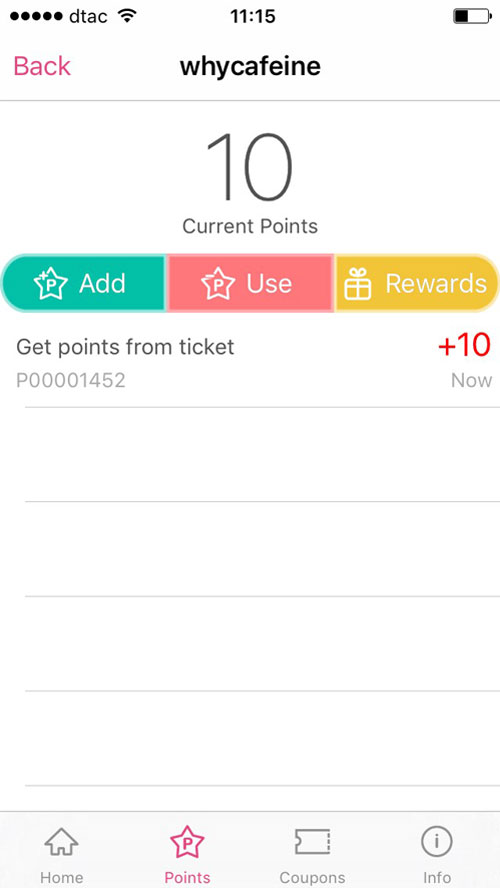 dtac 11:15
Back whycafeine
10
Current Points
P Add P Use Rewards
Get points from ticket +10
P00001452 Now
P i
Home Points Coupons Info